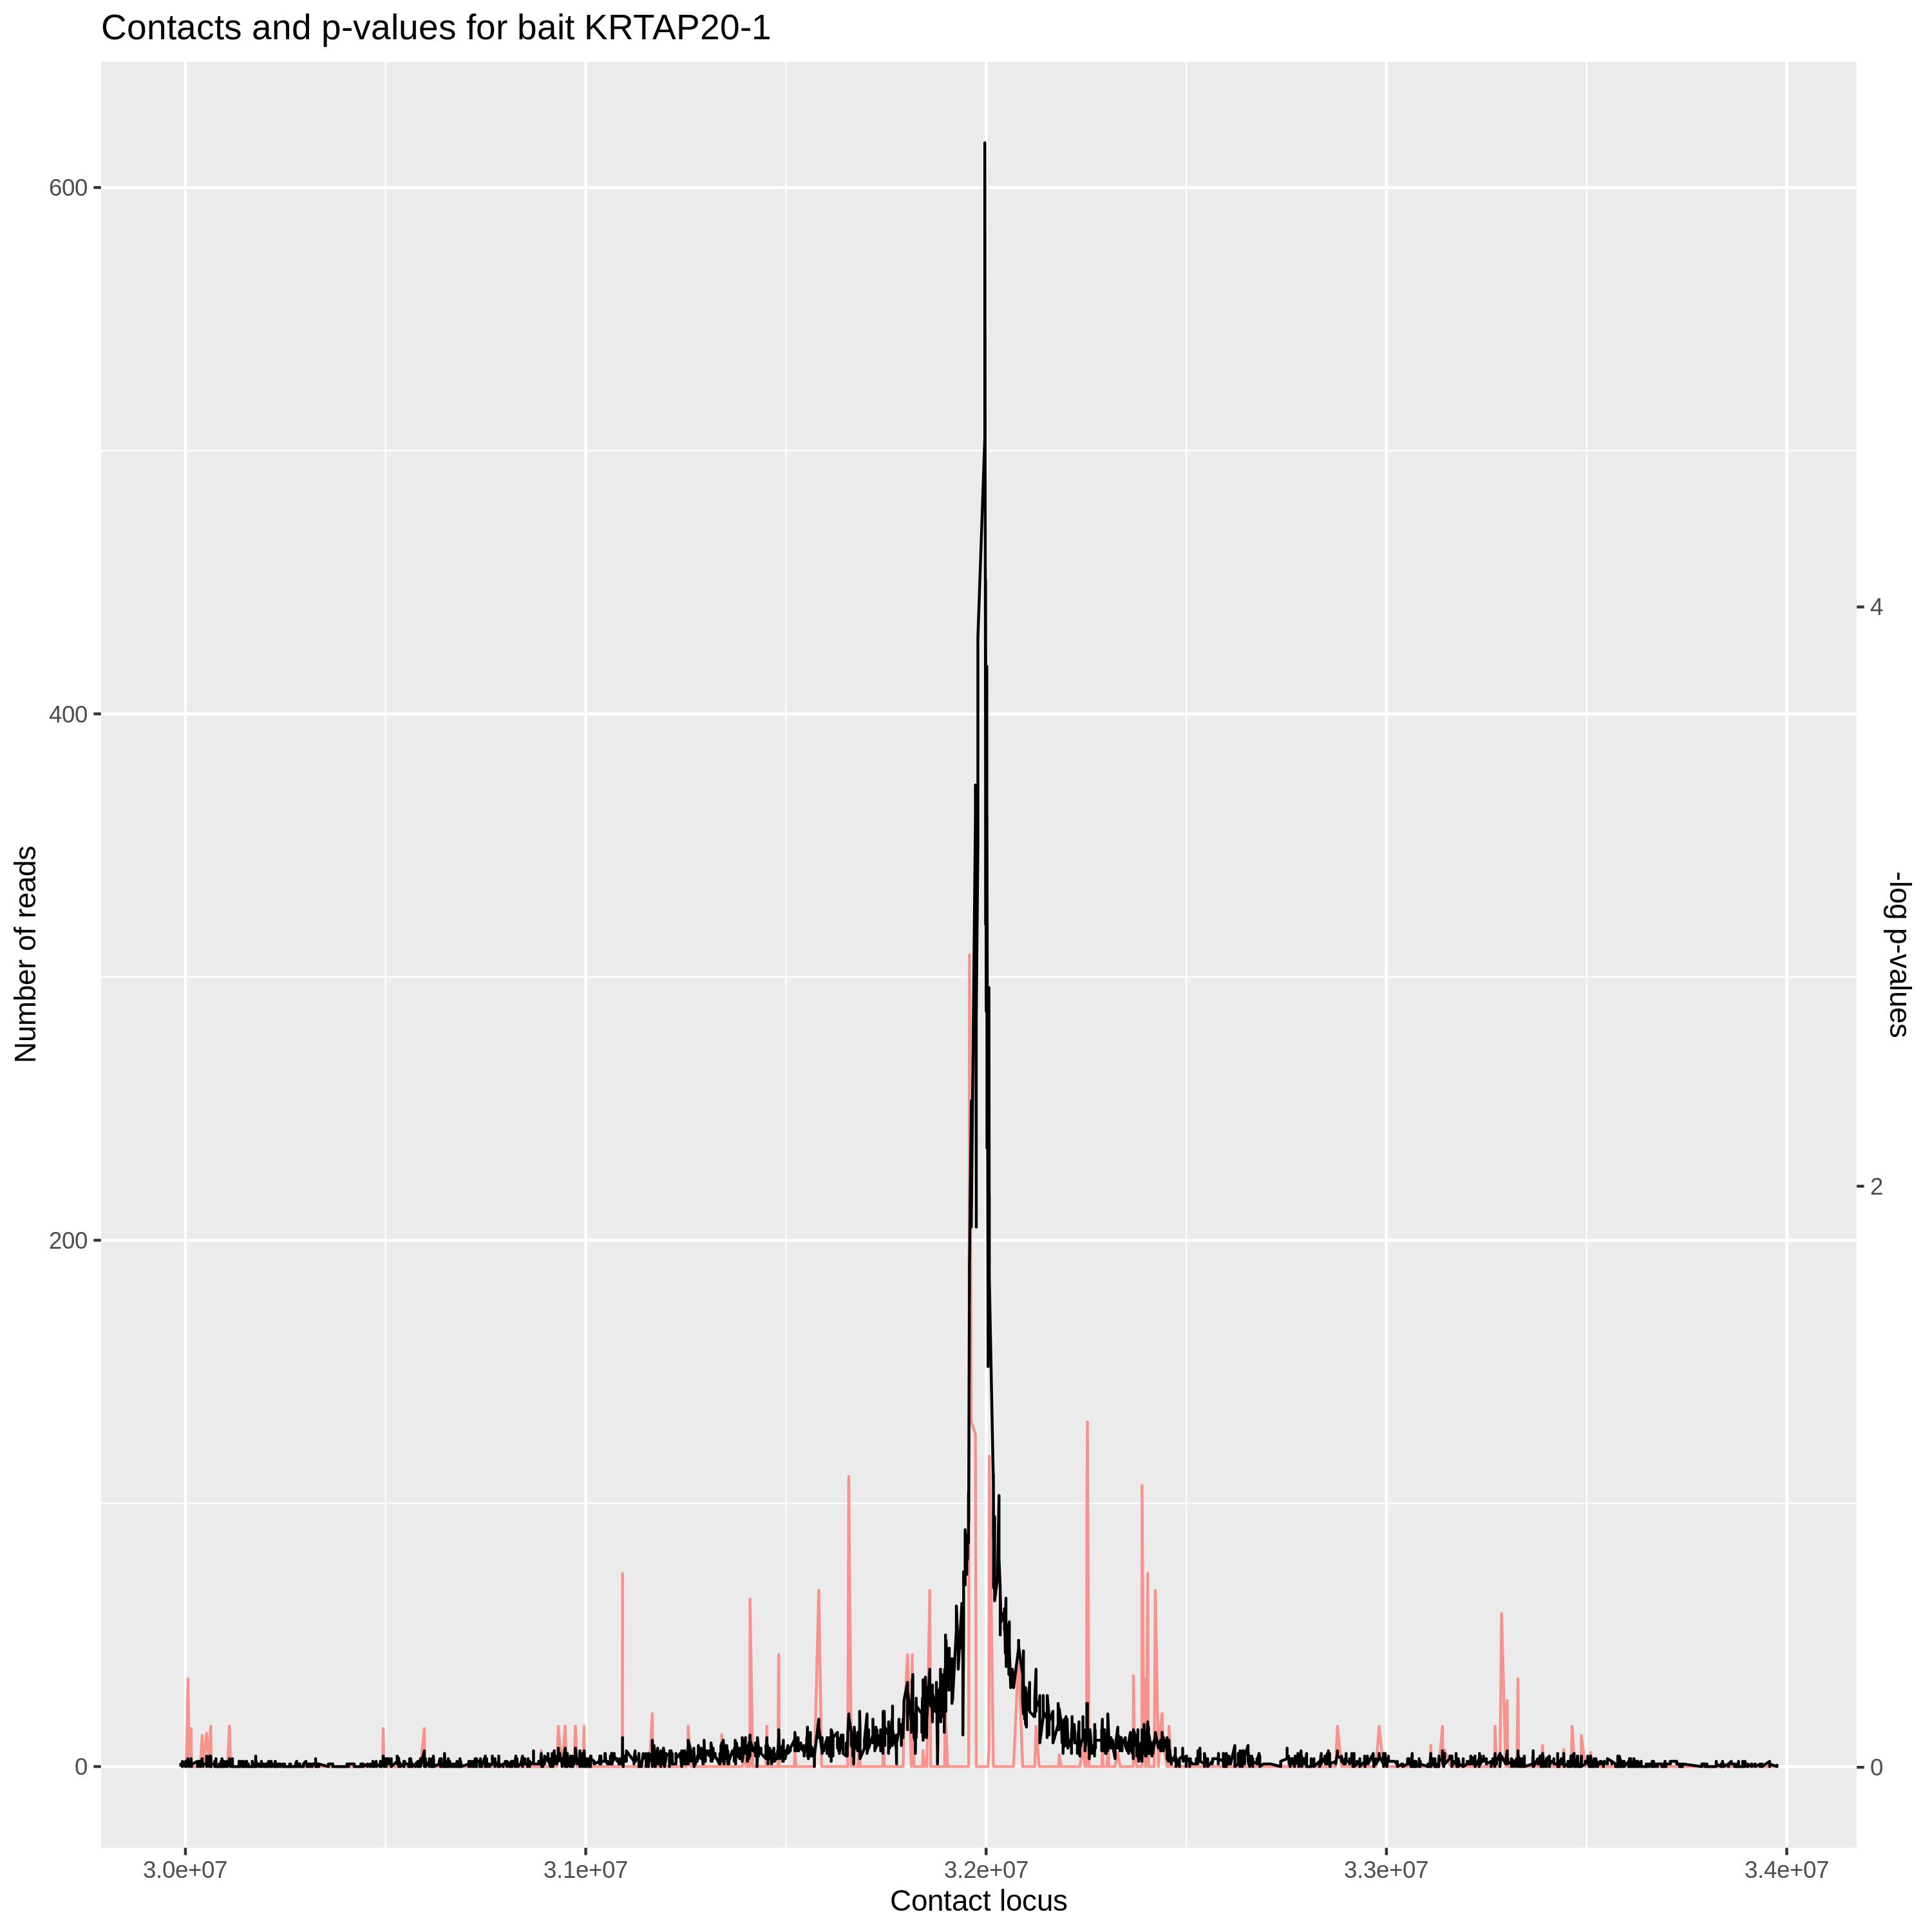 Contacts and p-values for bait KRTAP20-1
600
400
200
0
Number of reads
4
2
0
-log p-values
3.0e+07
3.1e+07
3.2e+07
3.3e+07
3.4e+07
Contact locus